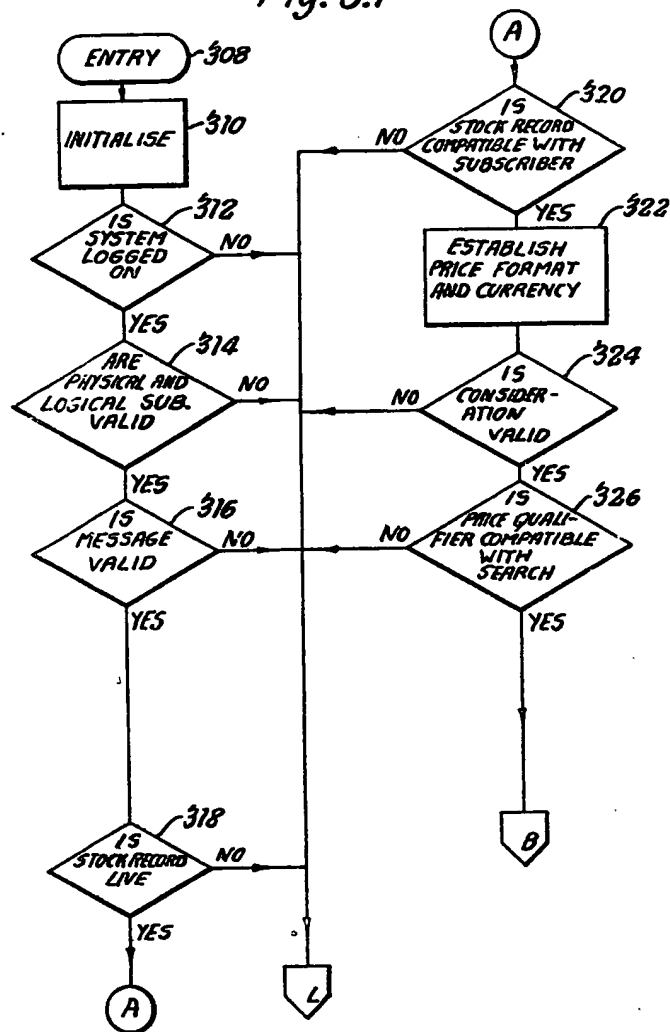 Fig. 3.1
ENTRY
308
INITIALISE
310
IS
SYSTEM
LOGGED
ON
312
NO
YES
ARE
PHYSICAL AND
LOGICAL SUB.
VALID
314
NO
YES
IS
MESSAGE
VALID
316
NO
YES
IS
STOCK RECORD
LIVE
318
NO
YES
A
L
A
IS
STOCK RECORD
COMPATIBLE WITH
SUBSCRIBER
320
NO
YES
ESTABLISH
PRICE FORMAT
AND CURRENCY
322
IS
CONSIDER-
ATION
VALID
324
NO
YES
IS
PRICE QUALI-
FIER COMPATIBLE
WITH
SEARCH
326
NO
YES
B